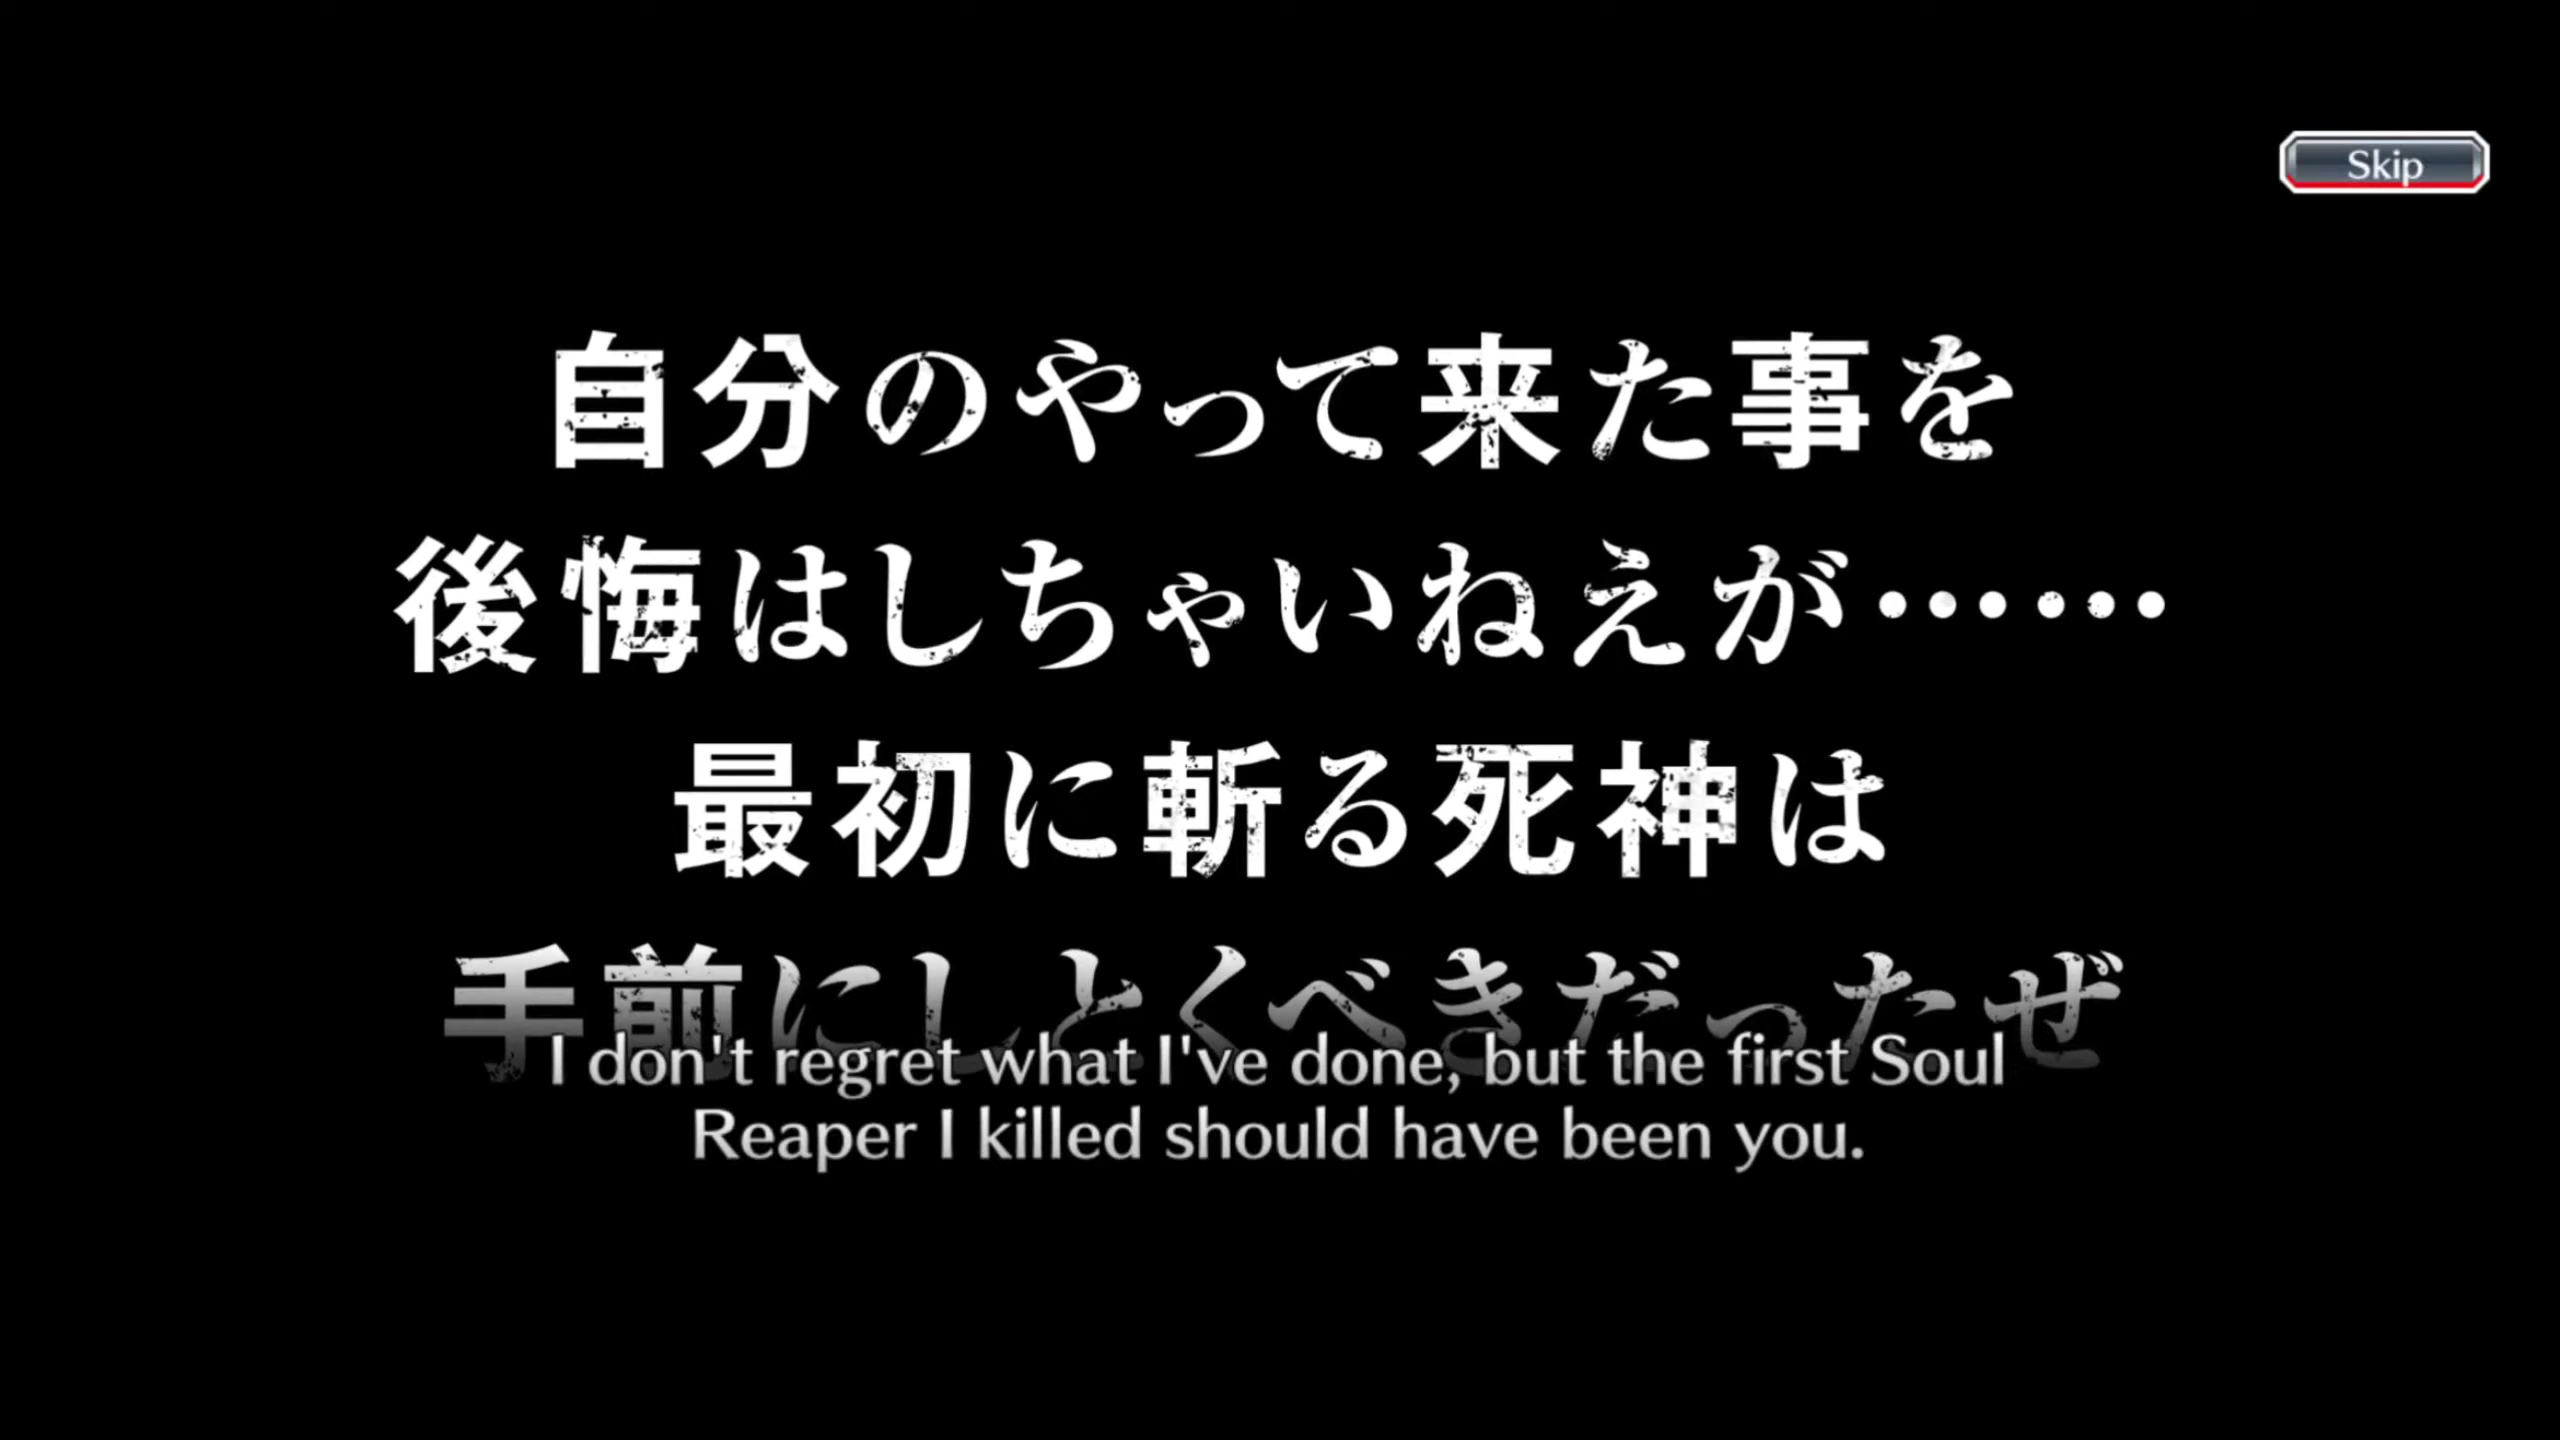 Skip
自分のやって来た事を
後悔はしちゃいねえが……
最初に斬る死神は
手前にしとくべきだったぜ
I don't regret what I've done, but the first Soul
Reaper I killed should have been you.